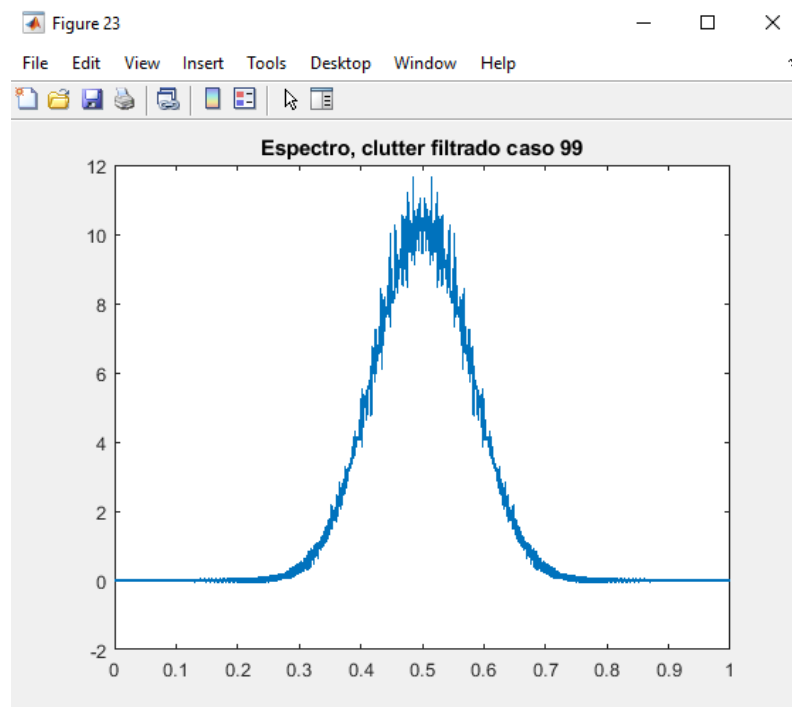 Figure 23
File Edit View Insert Tools Desktop Window Help
Espectro, clutter filtrado caso 99
12
10
8
6
4
2
0
-2
0 0.1 0.2 0.3 0.4 0.5 0.6 0.7 0.8 0.9 1